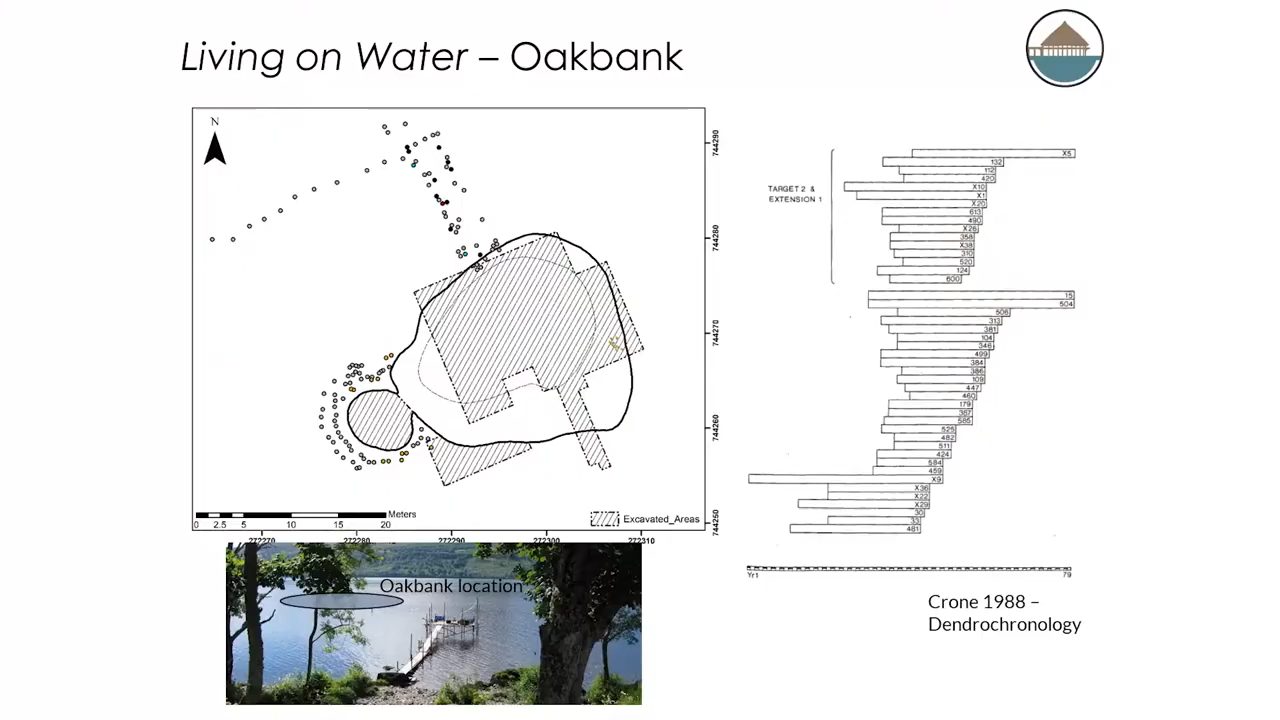 Living on Water – Oakbank
N
744290
744280
744270
744260
744250
Meters
0 2.5 5 10 15 20
Excavated_Areas
272270 272280 272290 272300 272310
Oakbank location
TARGET 2 &
EXTENSION 1
X5
132
112
420
X10
X1
X20
613
490
X26
358
X38
310
520
124
600
15
504
506
313
381
104
346
499
384
386
109
447
460
179
367
585
525
482
511
424
584
459
X9
X36
X22
X29
30
33
481
Yr1 79
Crone 1988 –
Dendrochronology